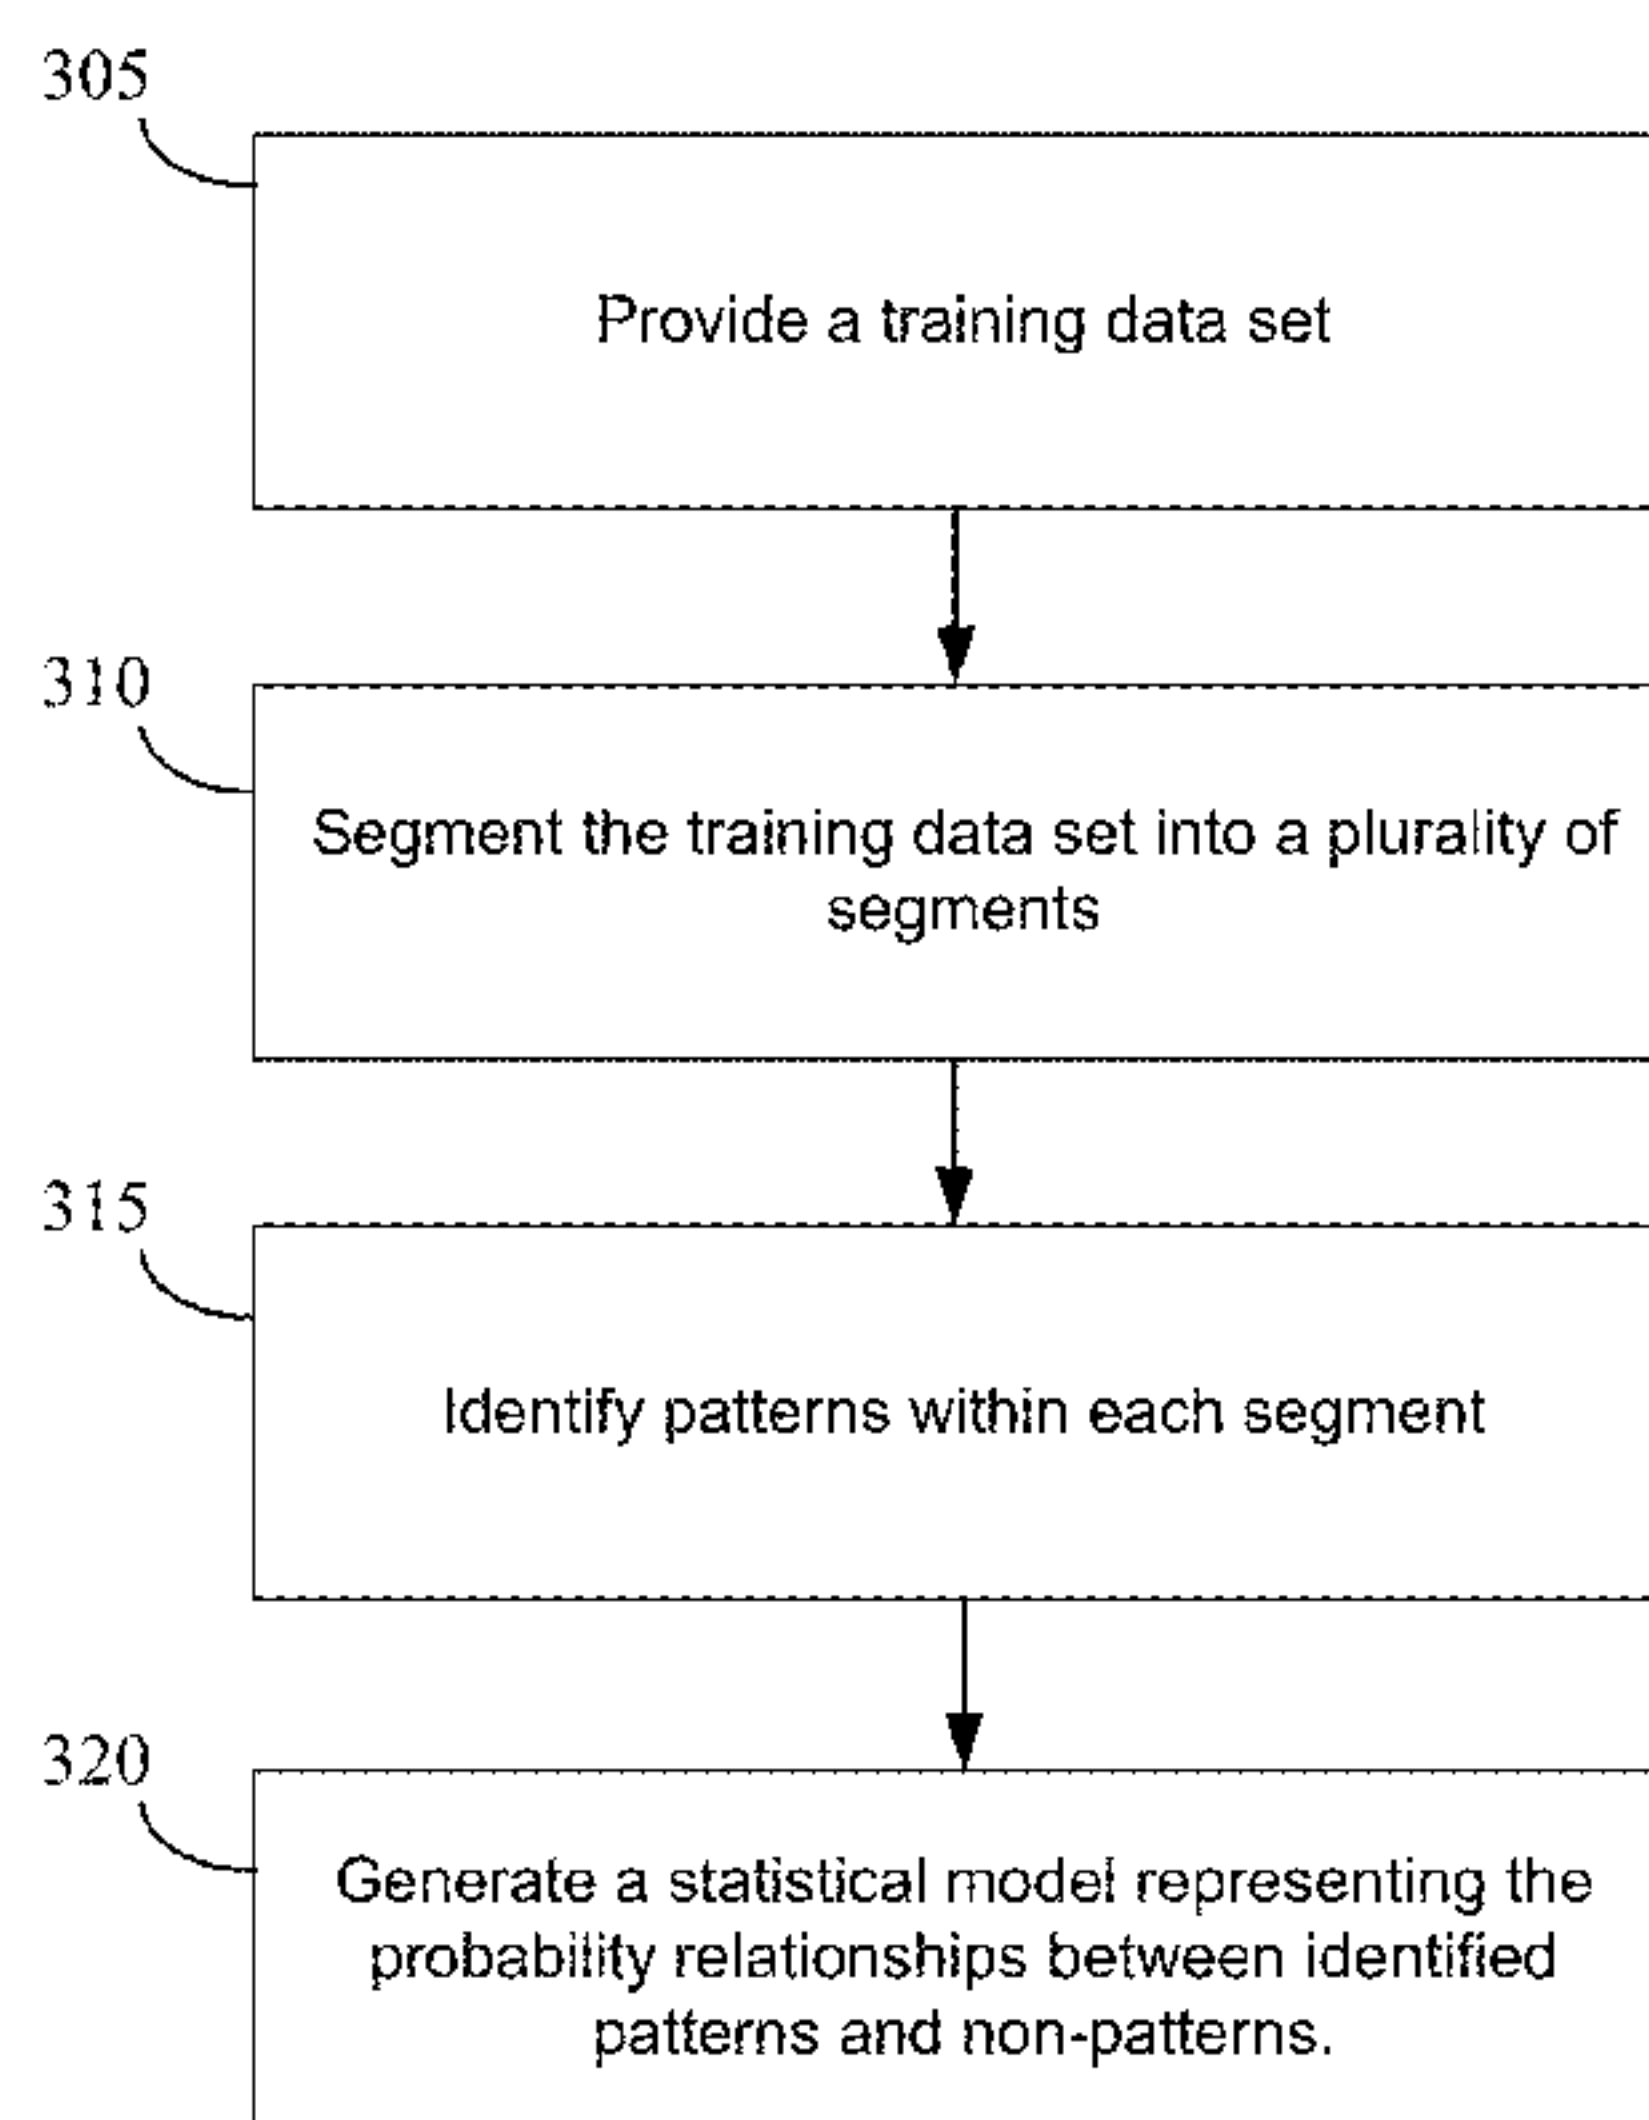 305
Provide a training data set
310
Segment the training data set into a plurality of
segments
315
Identify patterns within each segment
320
Generate a statistical model representing the
probability relationships between identified
patterns and non-patterns.